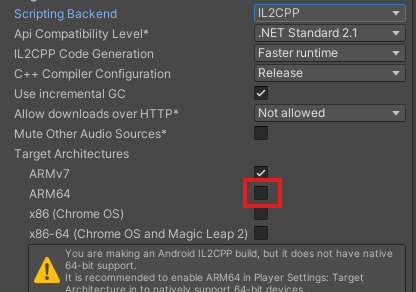 Scripting Backend IL2CPP
Api Compatibility Level* .NET Standard 2.1
IL2CPP Code Generation Faster runtime
C++ Compiler Configuration Release
Use incremental GC
Allow downloads over HTTP* Not allowed
Mute Other Audio Sources*
Target Architectures
ARMv7
ARM64
x86 (Chrome OS)
x86-64 (Chrome OS and Magic Leap 2)
You are making an Android IL2CPP build, but it does not have native
64-bit support.
It is recommended to enable ARM64 in Player Settings: Target
Architecture in to natively support 64-bit devices.